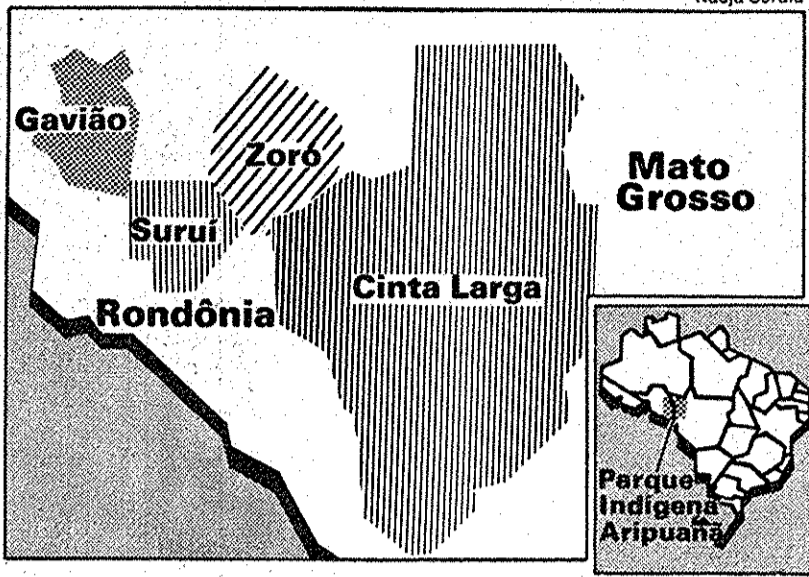 Gavião
Zoró
Mato
Grosso
Suruí
Cinta Larga
Rondônia
Parque
Indígena
Aripuanã